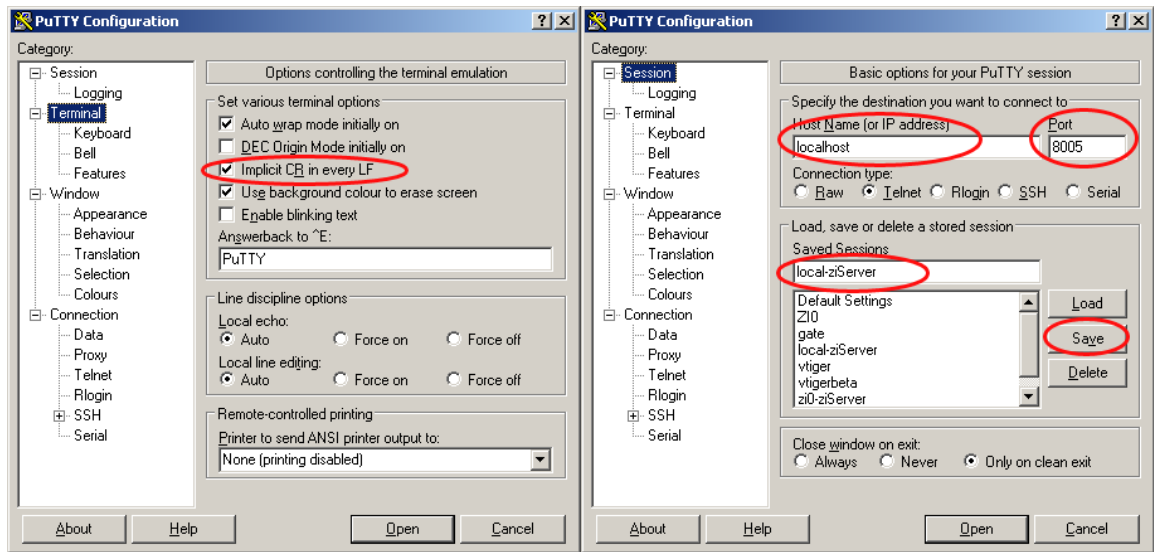 PuTTY Configuration
Category:
Session
Logging
Terminal
Keyboard
Bell
Features
Window
Appearance
Behaviour
Translation
Selection
Colours
Connection
Data
Proxy
Telnet
Rlogin
SSH
Serial
Options controlling the terminal emulation
Set various terminal options
Auto wrap mode initially on
DEC Origin Mode initially on
Implicit CR in every LF
Use background colour to erase screen
Enable blinking text
Answerback to ^E:
PuTTY
Line discipline options
Local echo:
Auto Force on Force off
Local line editing:
Auto Force on Force off
Remote-controlled printing
Printer to send ANSI printer output to:
None (printing disabled)
About Help Open Cancel
PuTTY Configuration
Category:
Session
Logging
Terminal
Keyboard
Bell
Features
Window
Appearance
Behaviour
Translation
Selection
Colours
Connection
Data
Proxy
Telnet
Rlogin
SSH
Serial
Basic options for your PuTTY session
Specify the destination you want to connect to
Host Name (or IP address) Port
localhost 8005
Connection type:
Raw Telnet Rlogin SSH Serial
Load, save or delete a stored session
Saved Sessions
local-ziServer
Default Settings
ZI0
gate
local-ziServer
vtiger
vtigerbeta
zi0-ziServer
Load
Save
Delete
Close window on exit:
Always Never Only on clean exit
About Help Open Cancel